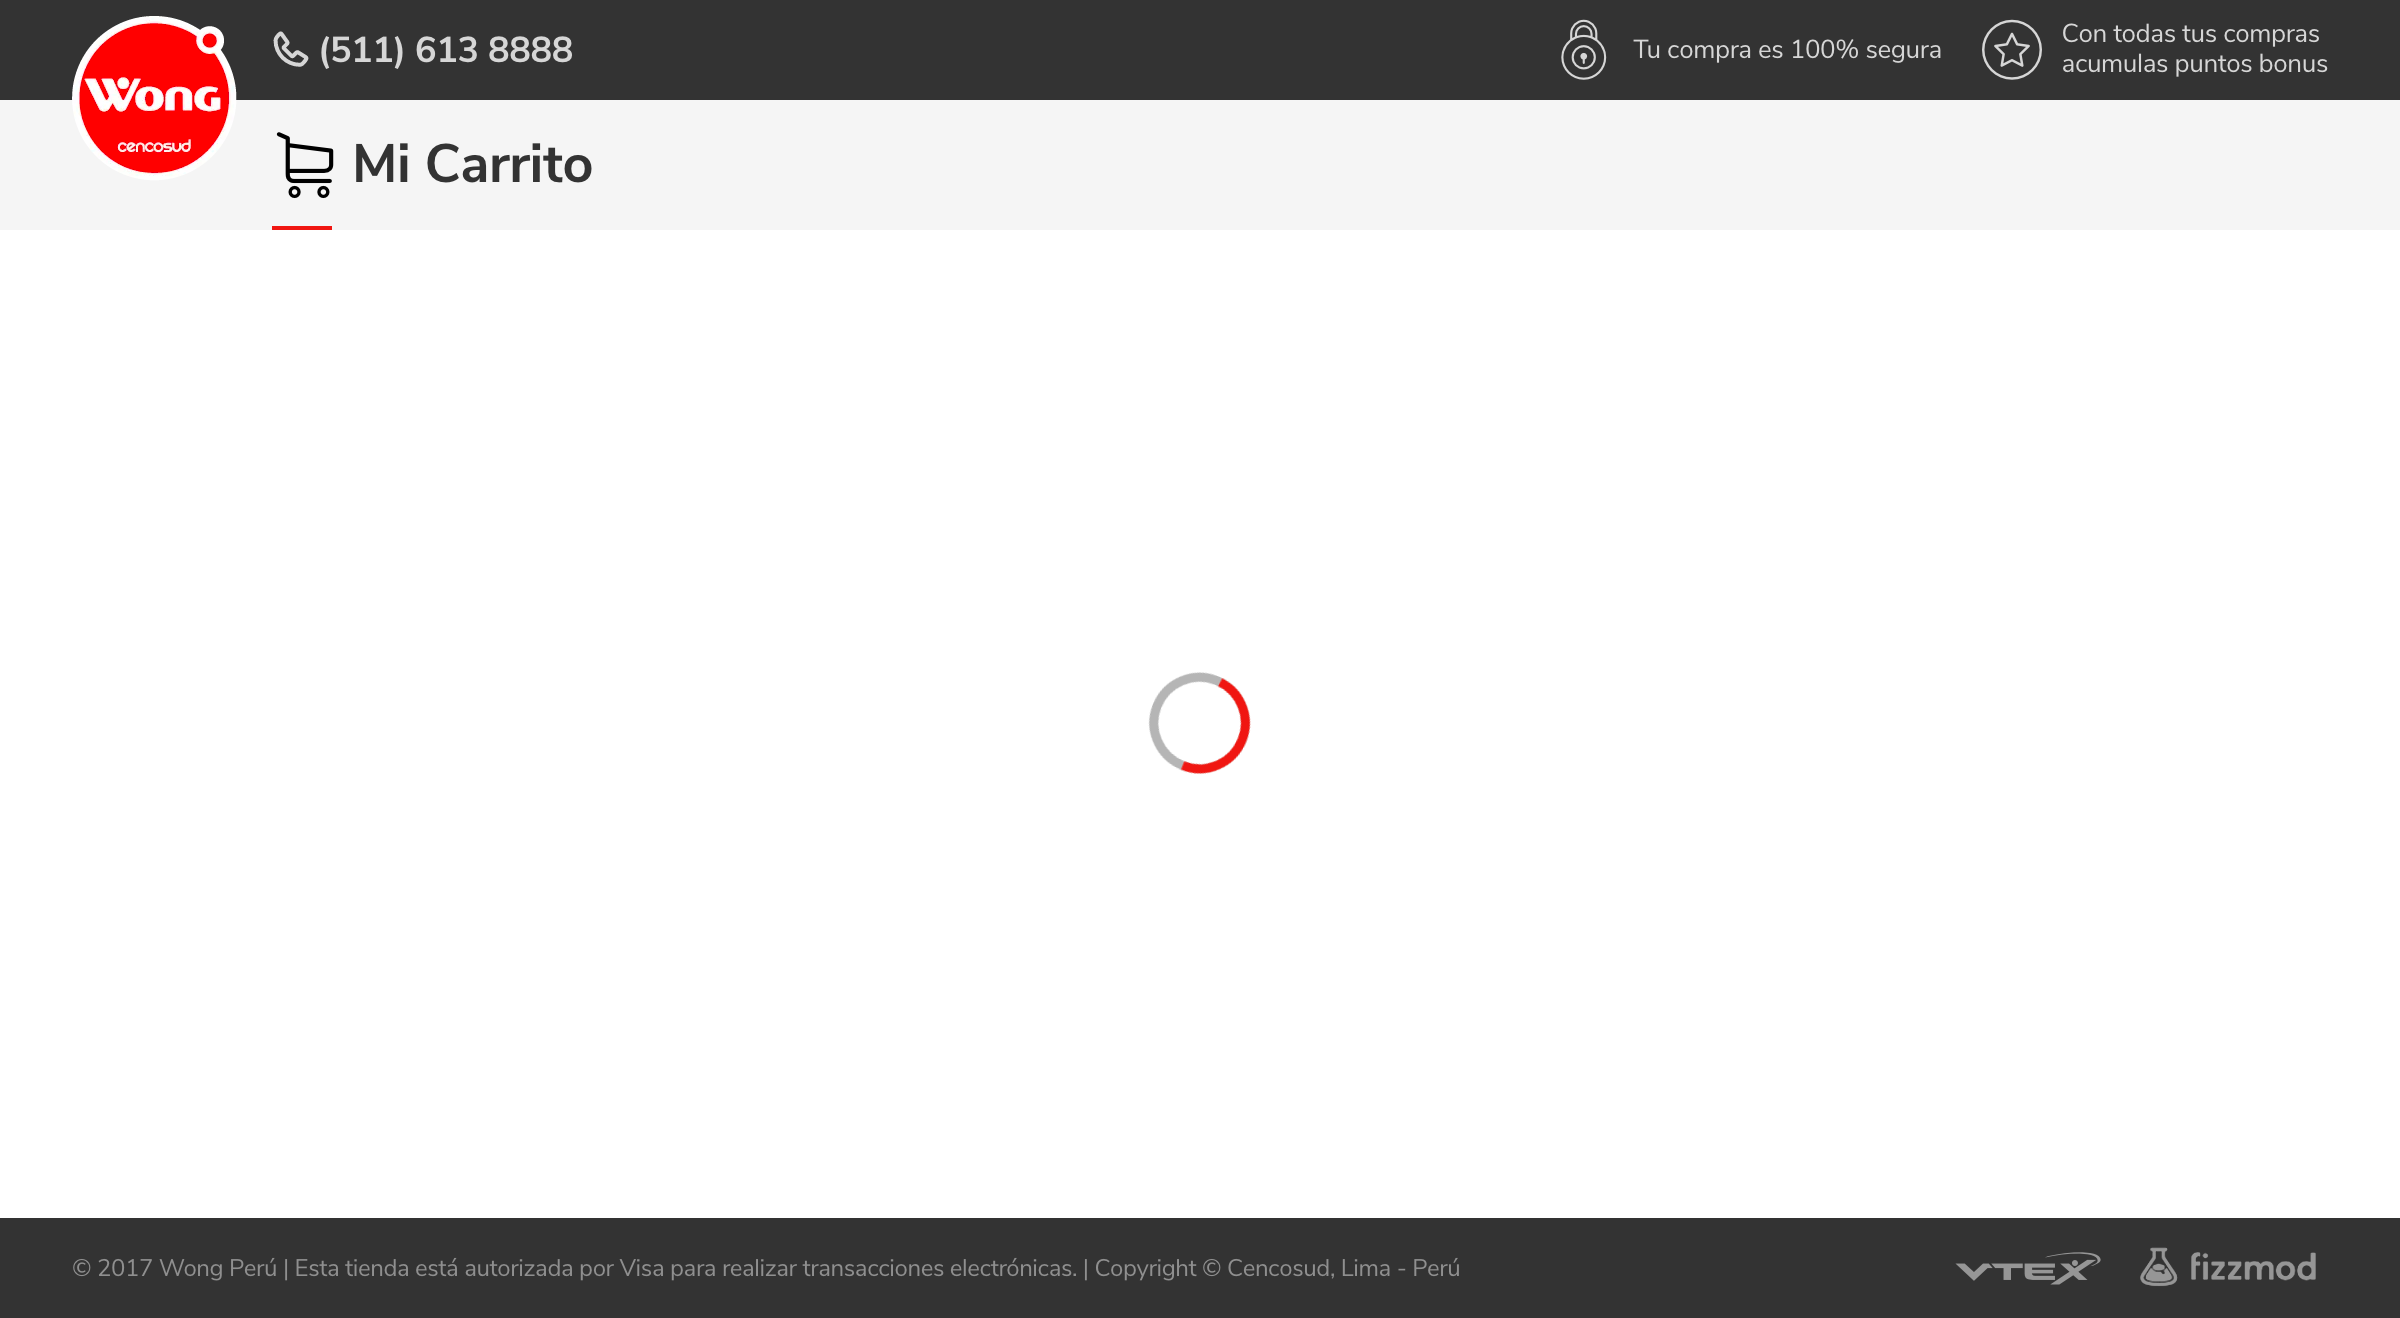 Wong
cencosud
(511) 613 8888
Tu compra es 100% segura
Con todas tus compras
acumulas puntos bonus
Mi Carrito
© 2017 Wong Perú | Esta tienda está autorizada por Visa para realizar transacciones electrónicas. | Copyright © Cencosud, Lima - Perú
VTEX
fizzmod